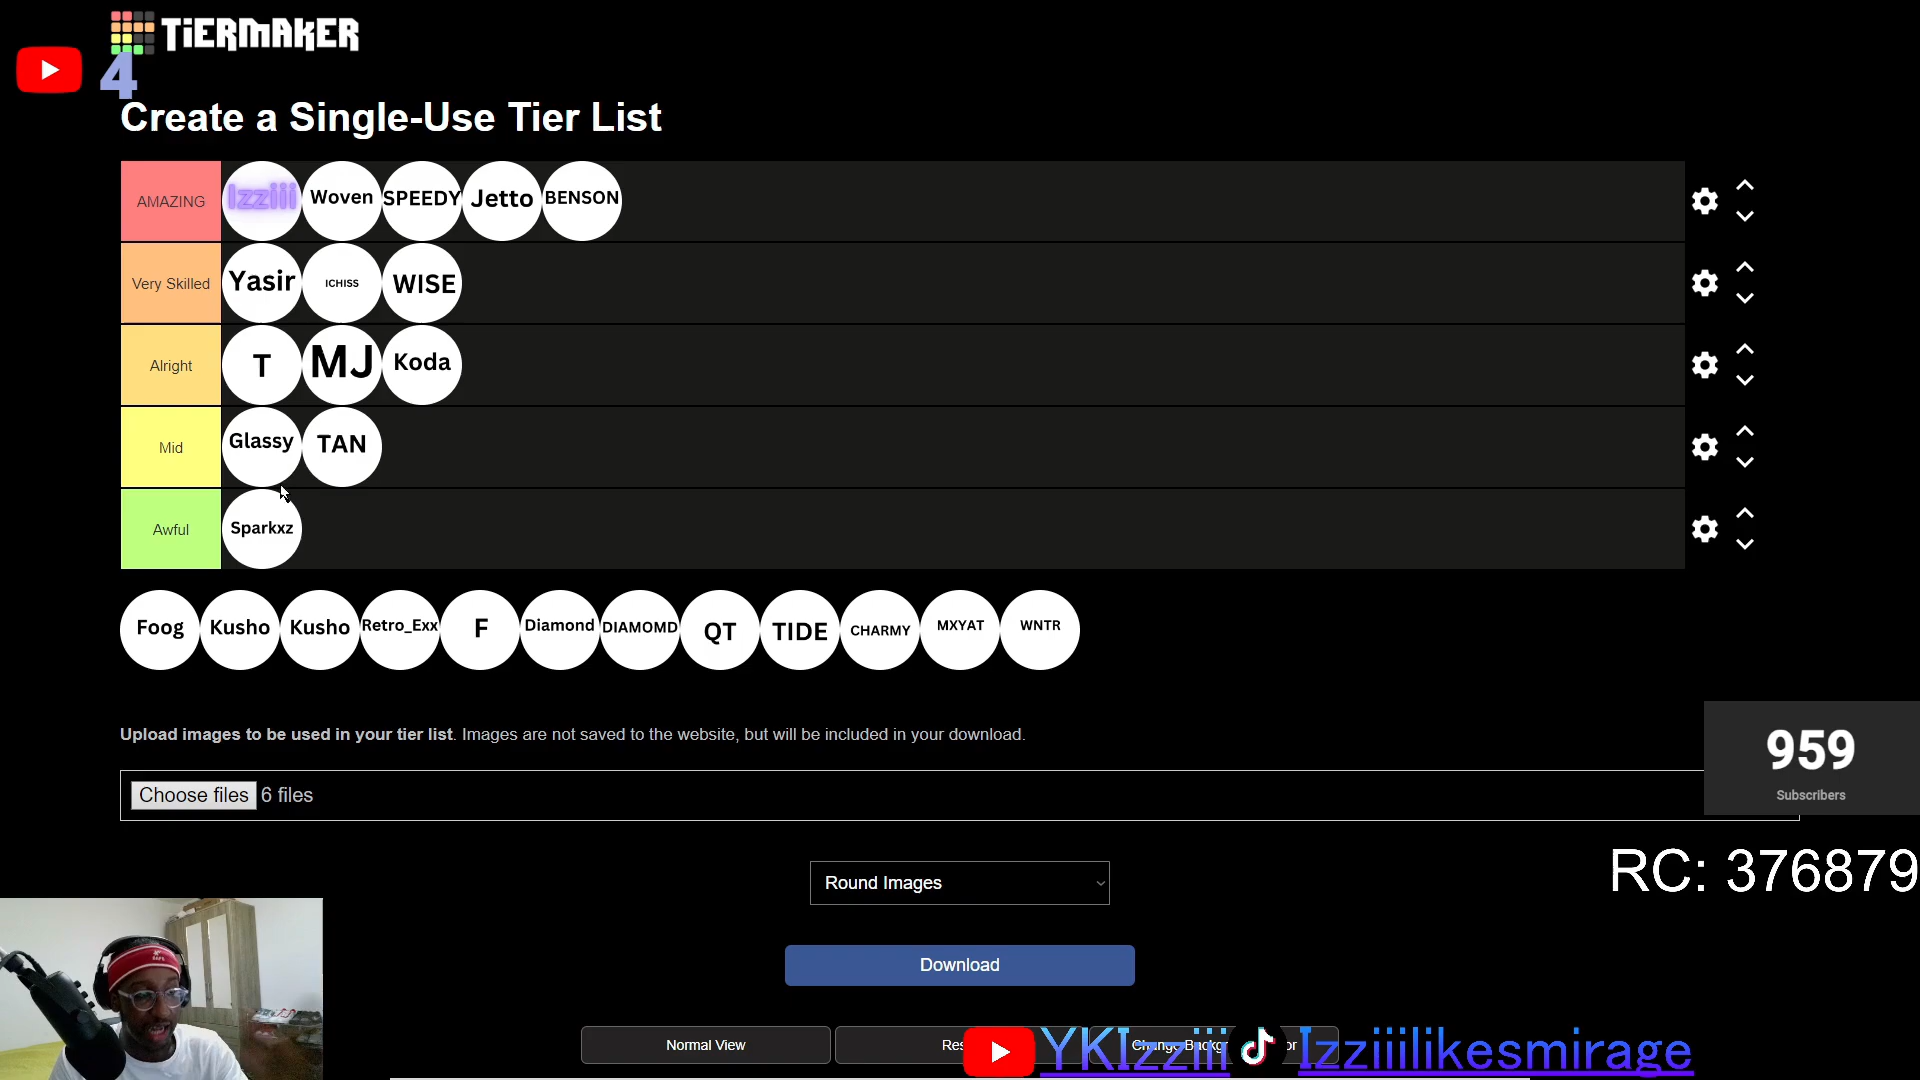 TiERMAKER
4
Create a Single-Use Tier List
AMAZING
Izziii
Woven
SPEEDY
Jetto
BENSON
Very Skilled
Yasir
ICHISS
WISE
Alright
T
MJ
Koda
Mid
Glassy
TAN
Awful
Sparkxz
Foog
Kusho
Kusho
Retro_Exx
F
Diamond
DIAMOMD
QT
TIDE
CHARMY
MXYAT
WNTR
Upload images to be used in your tier list. Images are not saved to the website, but will be included in your download.
Choose files 6 files
959
Subscribers
RC: 376879
Round Images
Download
Normal View
YKIzziii
Izziiilikesmirage